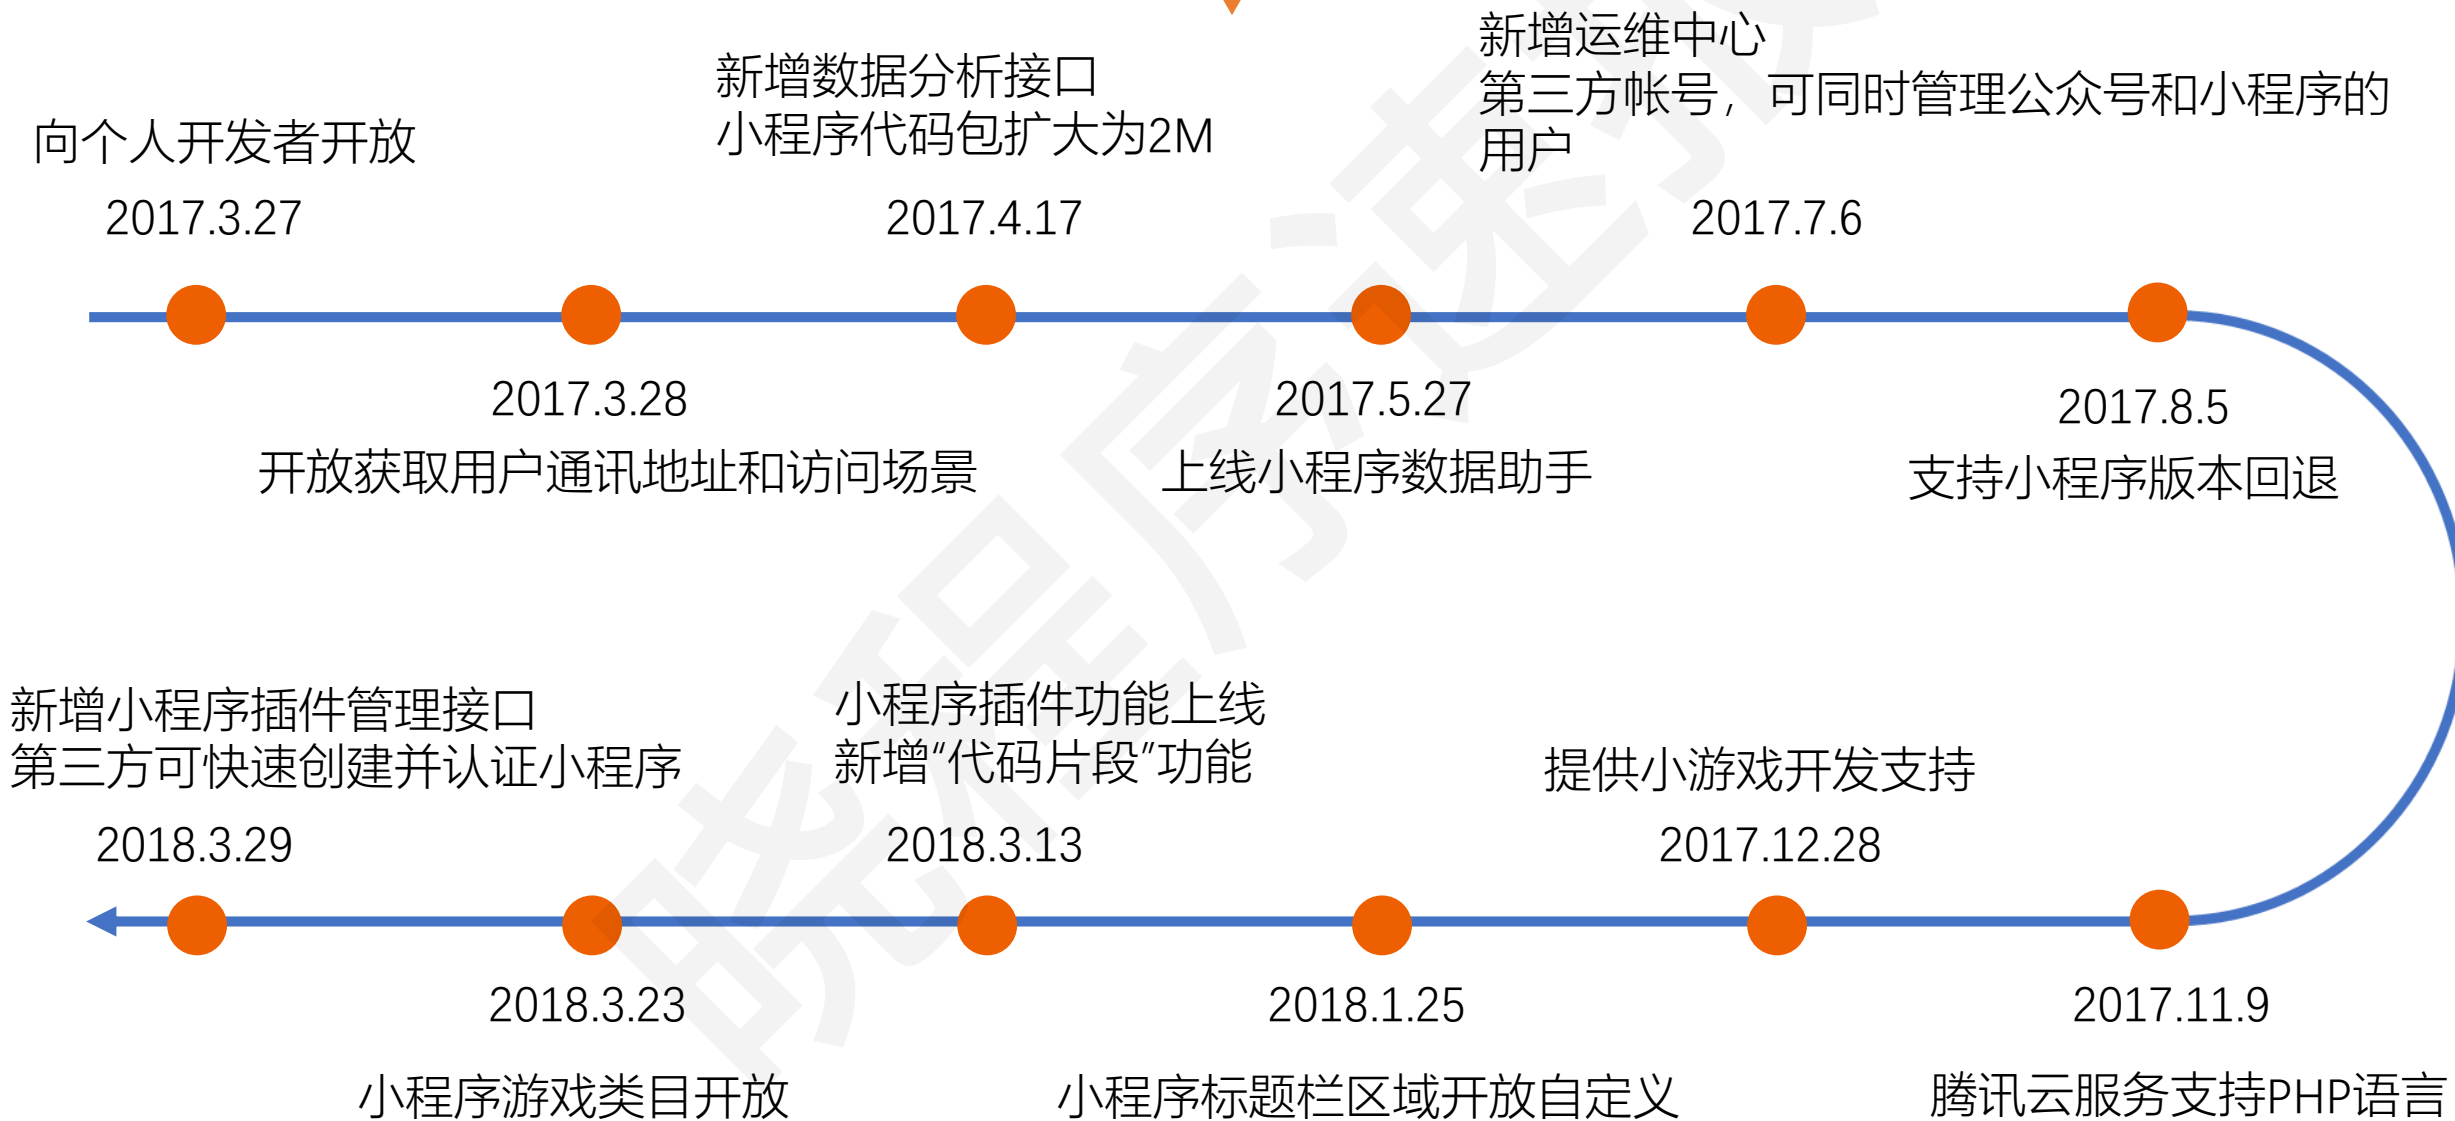 向个人开发者开放
2017.3.27
2017.3.28
开放获取用户通讯地址和访问场景
新增数据分析接口
小程序代码包扩大为2M
2017.4.17
2017.5.27
上线小程序数据助手
新增运维中心
第三方帐号，可同时管理公众号和小程序的
用户
2017.7.6
2017.8.5
支持小程序版本回退
2017.11.9
腾讯云服务支持PHP语言
提供小游戏开发支持
2017.12.28
2018.1.25
小程序标题栏区域开放自定义
小程序插件功能上线
新增“代码片段”功能
2018.3.13
2018.3.23
小程序游戏类目开放
新增小程序插件管理接口
第三方可快速创建并认证小程序
2018.3.29
晓程序速